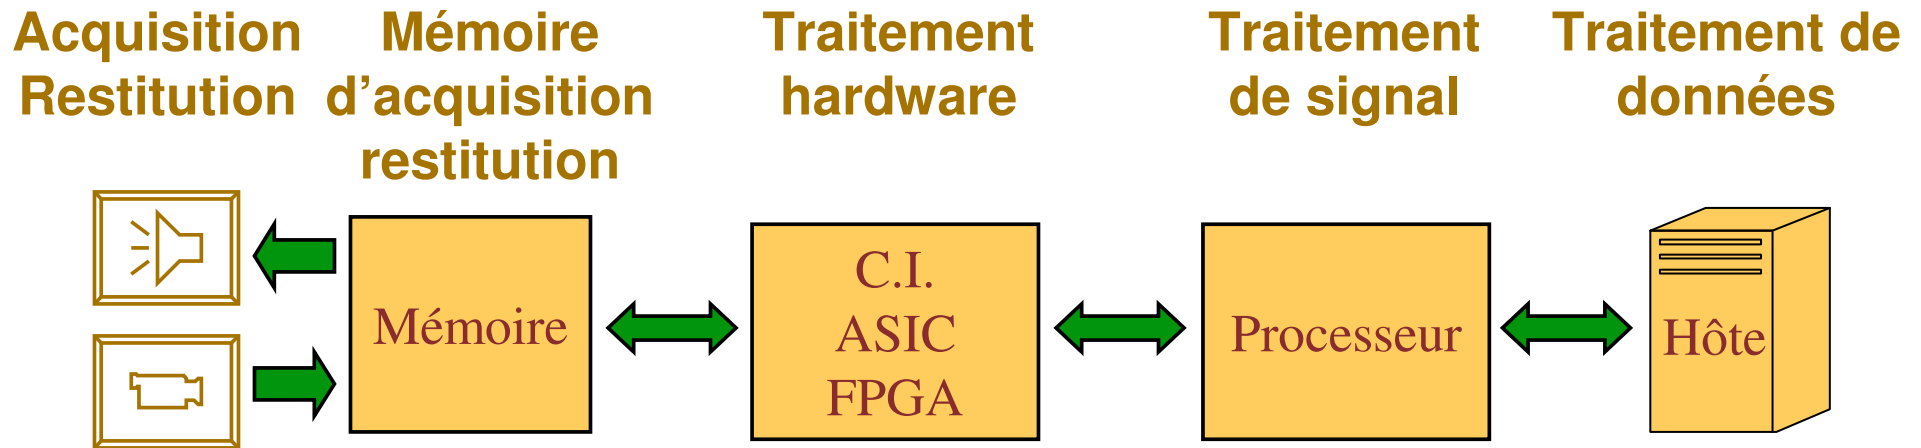 Acquisition
Restitution
Mémoire
d’acquisition
restitution
Traitement
hardware
Traitement
de signal
Traitement de
données
Mémoire
C.I.
ASIC
FPGA
Processeur
Hôte